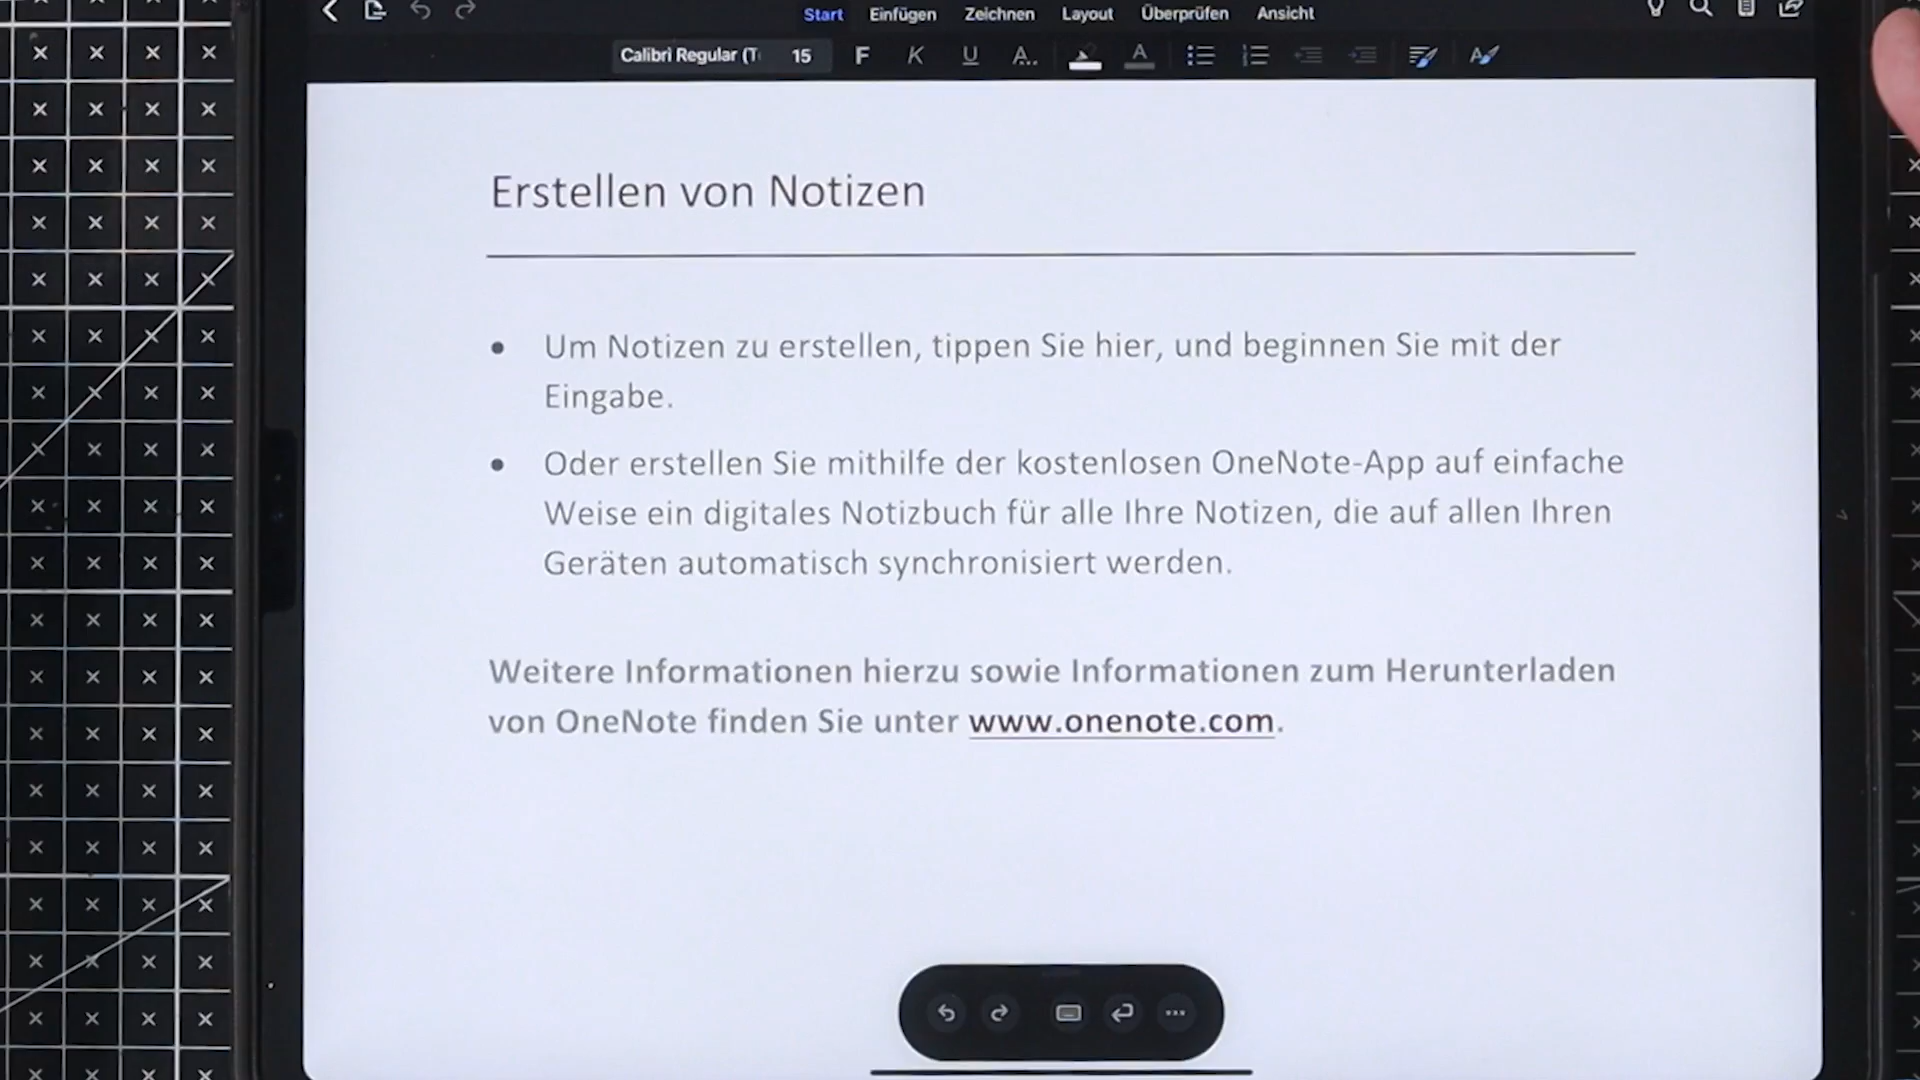 Start Einfügen Zeichnen Layout Überprüfen Ansicht
Calibri Regular (T 15 F K U A.. A
Erstellen von Notizen
• Um Notizen zu erstellen, tippen Sie hier, und beginnen Sie mit der
Eingabe.
• Oder erstellen Sie mithilfe der kostenlosen OneNote-App auf einfache
Weise ein digitales Notizbuch für alle Ihre Notizen, die auf allen Ihren
Geräten automatisch synchronisiert werden.
Weitere Informationen hierzu sowie Informationen zum Herunterladen
von OneNote finden Sie unter www.onenote.com.